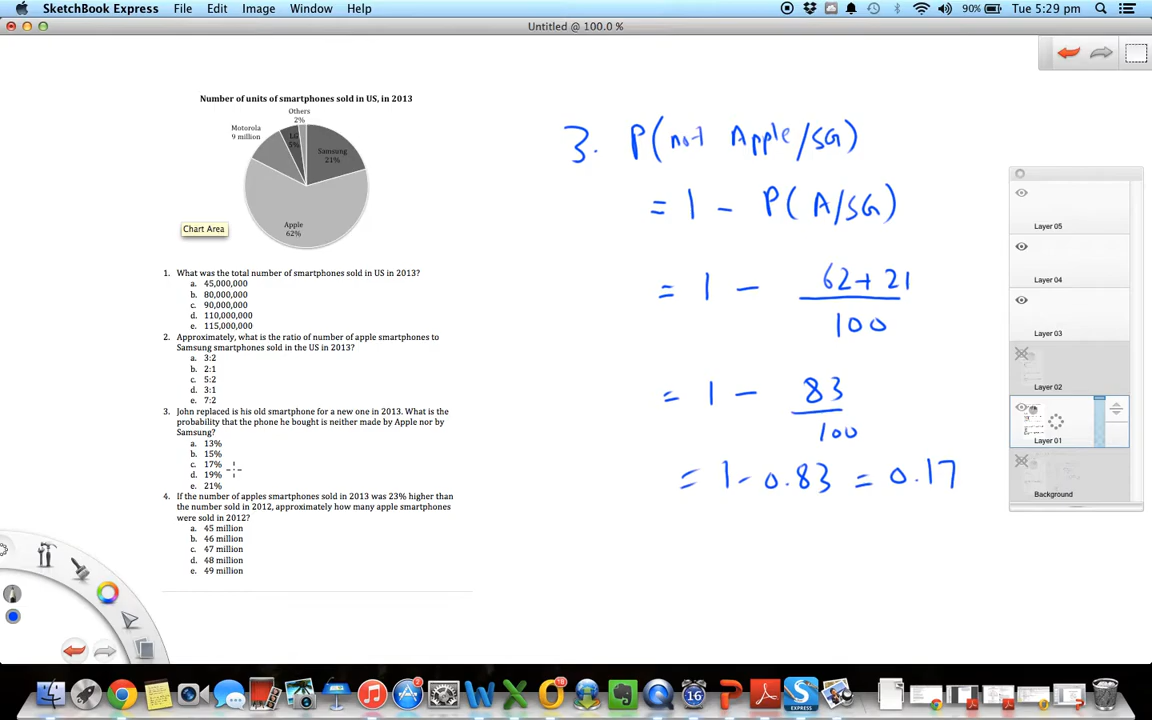 SketchBook Express File Edit Image Window Help 90% Tue 5:29 pm
Untitled @ 100.0 %
Number of units of smartphones sold in US, in 2013
Others
2%
Motorola
9 million
LG
5%
Samsung
21%
Apple
62%
Chart Area
1. What was the total number of smartphones sold in US in 2013?
a. 45,000,000
b. 80,000,000
c. 90,000,000
d. 110,000,000
e. 115,000,000
2. Approximately, what is the ratio of number of apple smartphones to
Samsung smartphones sold in the US in 2013?
a. 3:2
b. 2:1
c. 5:2
d. 3:1
e. 7:2
3. John replaced is his old smartphone for a new one in 2013. What is the
probability that the phone he bought is neither made by Apple nor by
Samsung?
a. 13%
b. 15%
c. 17%
d. 19%
e. 21%
4. If the number of apples smartphones sold in 2013 was 23% higher than
the number sold in 2012, approximately how many apple smartphones
were sold in 2012?
a. 45 million
b. 46 million
c. 47 million
d. 48 million
e. 49 million
3. P(not Apple/SG)
= 1 - P(A/SG)
= 1 - 62+21
100
= 1 - 83
100
= 1 - 0.83 = 0.17
Layer 05
Layer 04
Layer 03
Layer 02
Layer 01
Background
2
18
16
EXPRESS